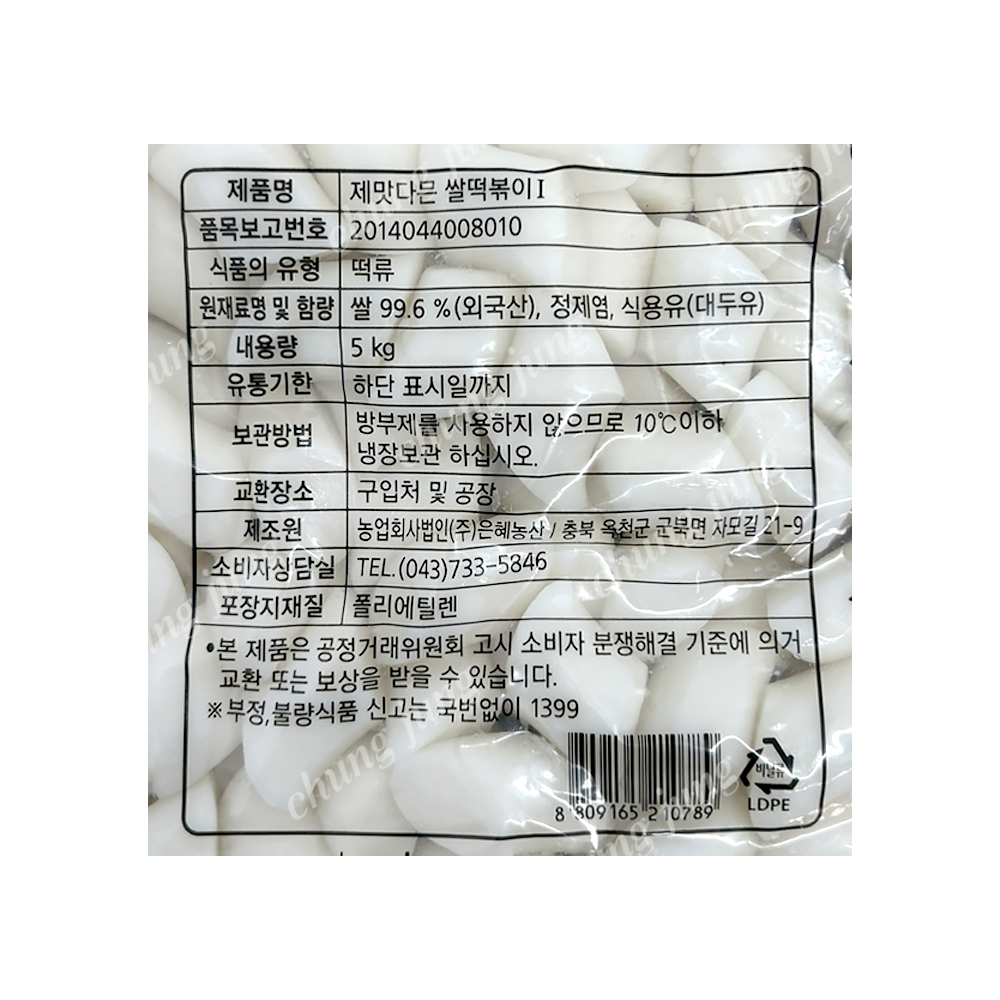 제품명 제맛다믄 쌀떡볶이I
품목보고번호 2014044008010
식품의 유형 떡류
원재료명 및 함량 쌀 99.6 %(외국산), 정제염, 식용유(대두유)
내용량 5 kg
유통기한 하단 표시일까지
보관방법 방부제를 사용하지 않으므로 10℃이하
냉장보관 하십시오.
교환장소 구입처 및 공장
제조원 농업회사법인(주)은혜농산 / 충북 옥천군 군북면 자모길 21-9
소비자상담실 TEL.(043)733-5846
포장지재질 폴리에틸렌
•본 제품은 공정거래위원회 고시 소비자 분쟁해결 기준에 의거
교환 또는 보상을 받을 수 있습니다.
※부정,불량식품 신고는 국번없이 1399
비닐류
LDPE
8 809165 210789
chung jung
chung jung
chung jung
chung jung